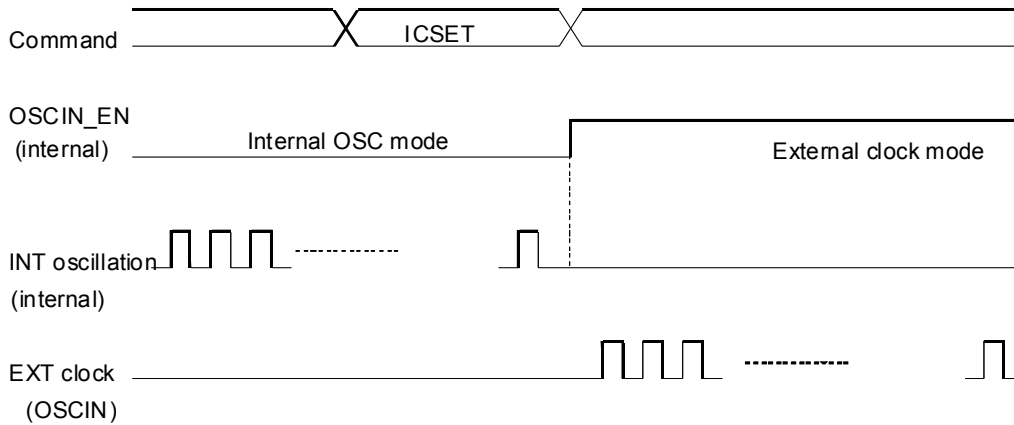 ICSET
Command
OSCIN_EN
(internal)
Internal OSC mode
External clock mode
INT oscillation
(internal)
EXT clock
(OSCIN)